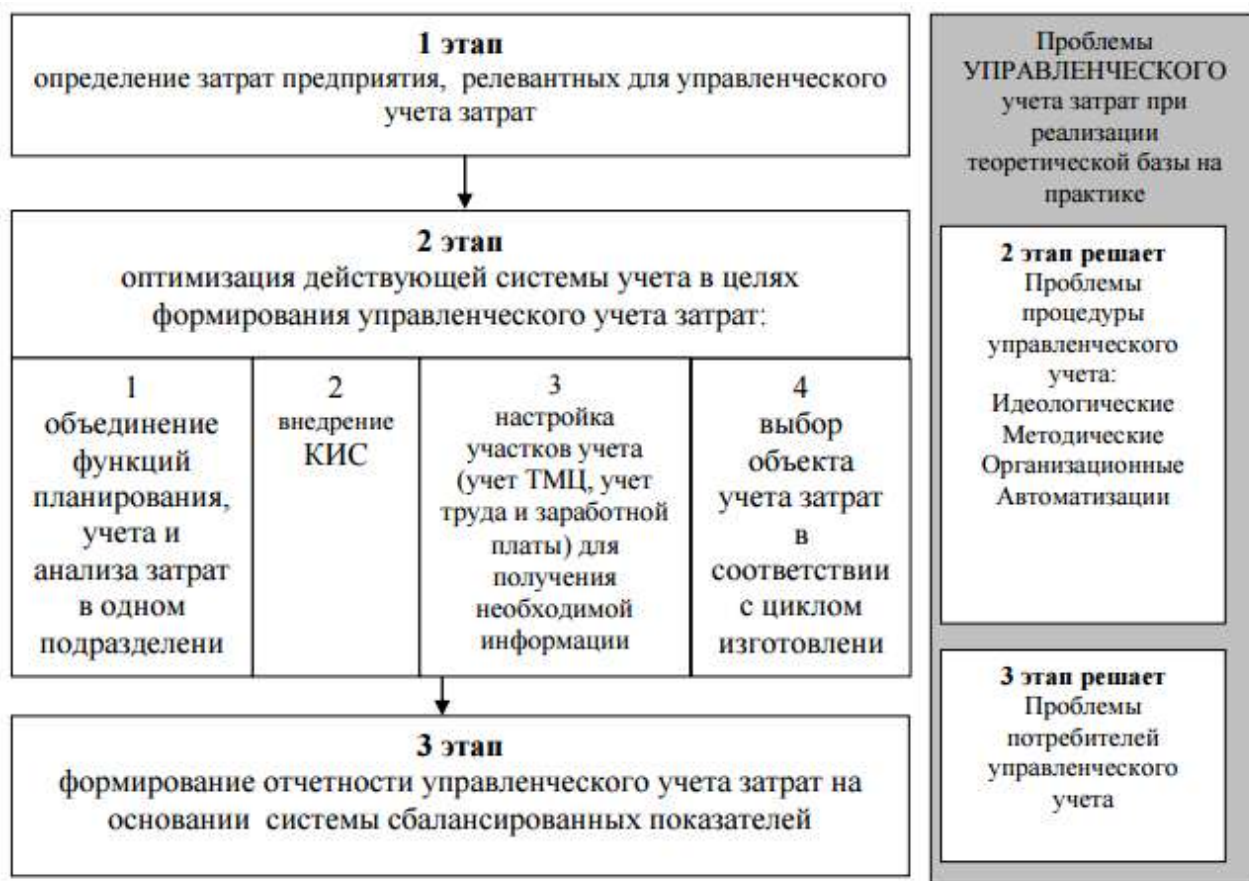 1 этап
определение затрат предприятия, релевантных для управленческого
учета затрат
2 этап
оптимизация действующей системы учета в целях
формирования управленческого учета затрат:
1
объединение
функций
планирования,
учета и
анализа затрат
в одном
подразделени
2
внедрение
КИС
3
настройка
участков учета
(учет ТМЦ, учет
труда и заработной
платы) для
получения
необходимой
информации
4
выбор
объекта
учета затрат
в
соответствии
с циклом
изготовлени
3 этап
формирование отчетности управленческого учета затрат на
основании системы сбалансированных показателей
Проблемы
УПРАВЛЕНЧЕСКОГО
учета затрат при
реализации
теоретической базы на
практике
2 этап решает
Проблемы
процедуры
управленческого
учета:
Идеологические
Методические
Организационные
Автоматизации
3 этап решает
Проблемы
потребителей
управленческого
учета